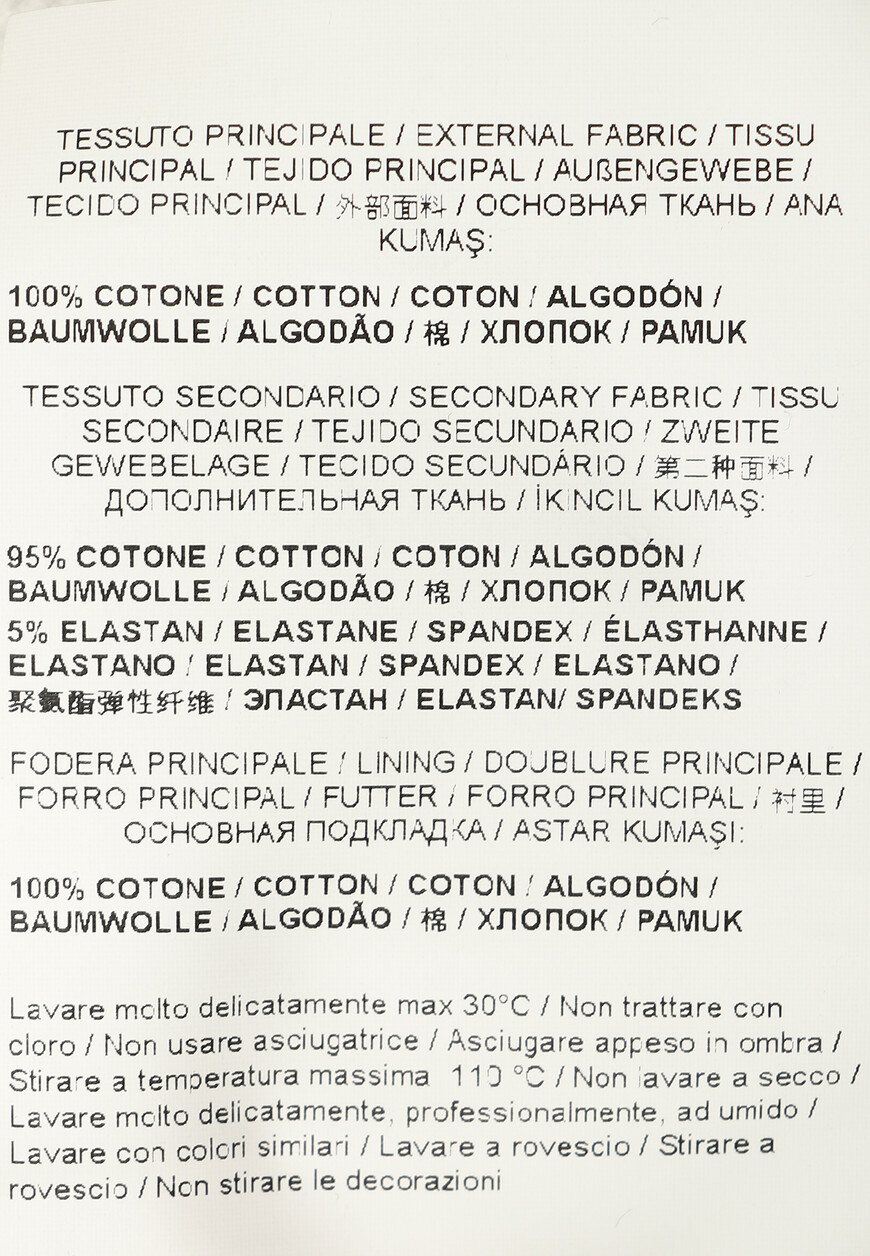 TESSUTO PRINCIPALE / EXTERNAL FABRIC / TISSU
PRINCIPAL / TEJIDO PRINCIPAL / AUßENGEWEBE /
TECIDO PRINCIPAL / 外部面料 / ОСНОВНАЯ ТКАНЬ / ANA
KUMAŞ:
100% COTONE / COTTON / COTON / ALGODÓN /
BAUMWOLLE / ALGODÃO / 棉 / ХЛОПОК / PAMUK
TESSUTO SECONDARIO / SECONDARY FABRIC / TISSU
SECONDAIRE / TEJIDO SECUNDARIO / ZWEITE
GEWEBELAGE / TECIDO SECUNDÁRIO / 第二种面料 /
ДОПОЛНИТЕЛЬНАЯ ТКАНЬ / İKİNCIL KUMAŞ:
95% COTONE / COTTON / COTON / ALGODÓN /
BAUMWOLLE / ALGODÃO / 棉 / ХЛОПОК / PAMUK
5% ELASTAN / ELASTANE / SPANDEX / ÉLASTHANNE /
ELASTANO / ELASTAN / SPANDEX / ELASTANO /
聚氨酯弹性纤维 / ЭЛАСТАН / ELASTAN/ SPANDEKS
FODERA PRINCIPALE / LINING / DOUBLURE PRINCIPALE /
FORRO PRINCIPAL / FUTTER / FORRO PRINCIPAL / 衬里 /
ОСНОВНАЯ ПОДКЛАДКА / ASTAR KUMAŞI:
100% COTONE / COTTON / COTON / ALGODÓN /
BAUMWOLLE / ALGODÃO / 棉 / ХЛОПОК / PAMUK
Lavare molto delicatamente max 30°C / Non trattare con
cloro / Non usare asciugatrice / Asciugare appeso in ombra /
Stirare a temperatura massima 110 °C / Non lavare a secco /
Lavare molto delicatamente, professionalmente, ad umido /
Lavare con colori similari / Lavare a rovescio / Stirare a
rovescio / Non stirare le decorazioni